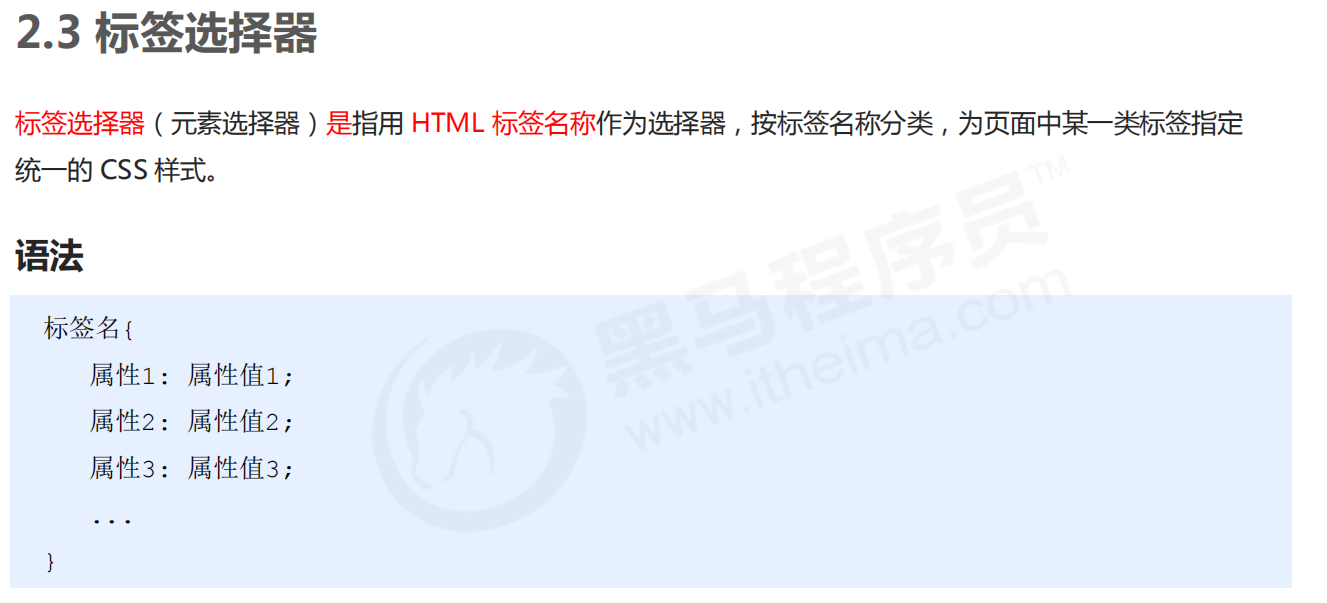 2.3 标签选择器
标签选择器（元素选择器）是指用 HTML 标签名称作为选择器，按标签名称分类，为页面中某一类标签指定
统一的 CSS 样式。
语法
标签名{
属性1: 属性值1;
属性2: 属性值2;
属性3: 属性值3;
...
}
黑马程序员™
www.itheima.com